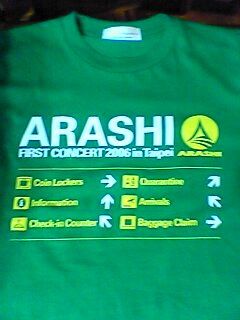 ARASHI
ARASHI
FIRST CONCERT 2006 in Taipei
Coin Lockers → Quarantine ↗
Information ↑ Arrivals ↖
Check-in Counter ↖ Baggage Claim →